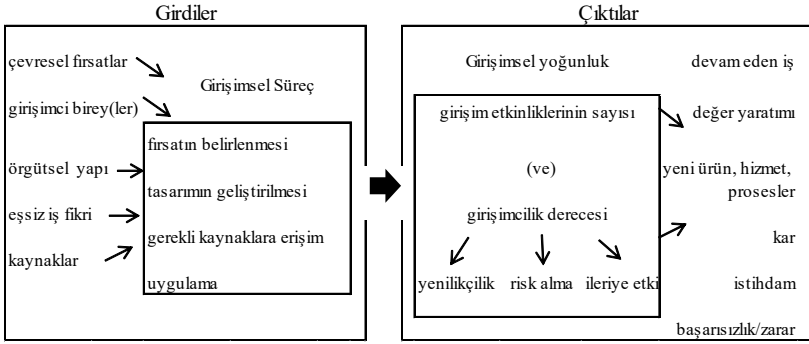 Girdiler
çevresel fırsatlar
Girişimsel Süreç
girişimci birey(ler)
fırsatın belirlenmesi
örgütsel yapı
tasarımın geliştirilmesi
eşsiz iş fikri
gerekli kaynaklara erişim
kaynaklar
uygulama
Çıktılar
Girişimsel yoğunluk
girişim etkinliklerinin sayısı
(ve)
girişimcilik derecesi
yenilikçilik risk alma ileriye etki
devam eden iş
değer yaratımı
yeni ürün, hizmet,
prosesler
kar
istihdam
başarısızlık/zarar